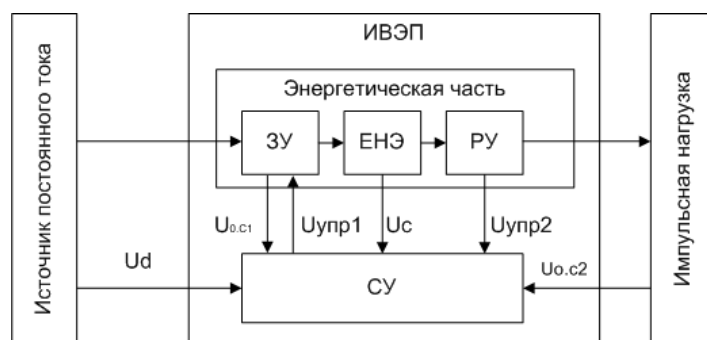 ИВЭП
Источник постоянного тока
Энергетическая часть
Импульсная нагрузка
ЗУ
ЕНЭ
РУ
U0.C1
Uупр1
Uc
Uупр2
Ud
СУ
Uo.c2